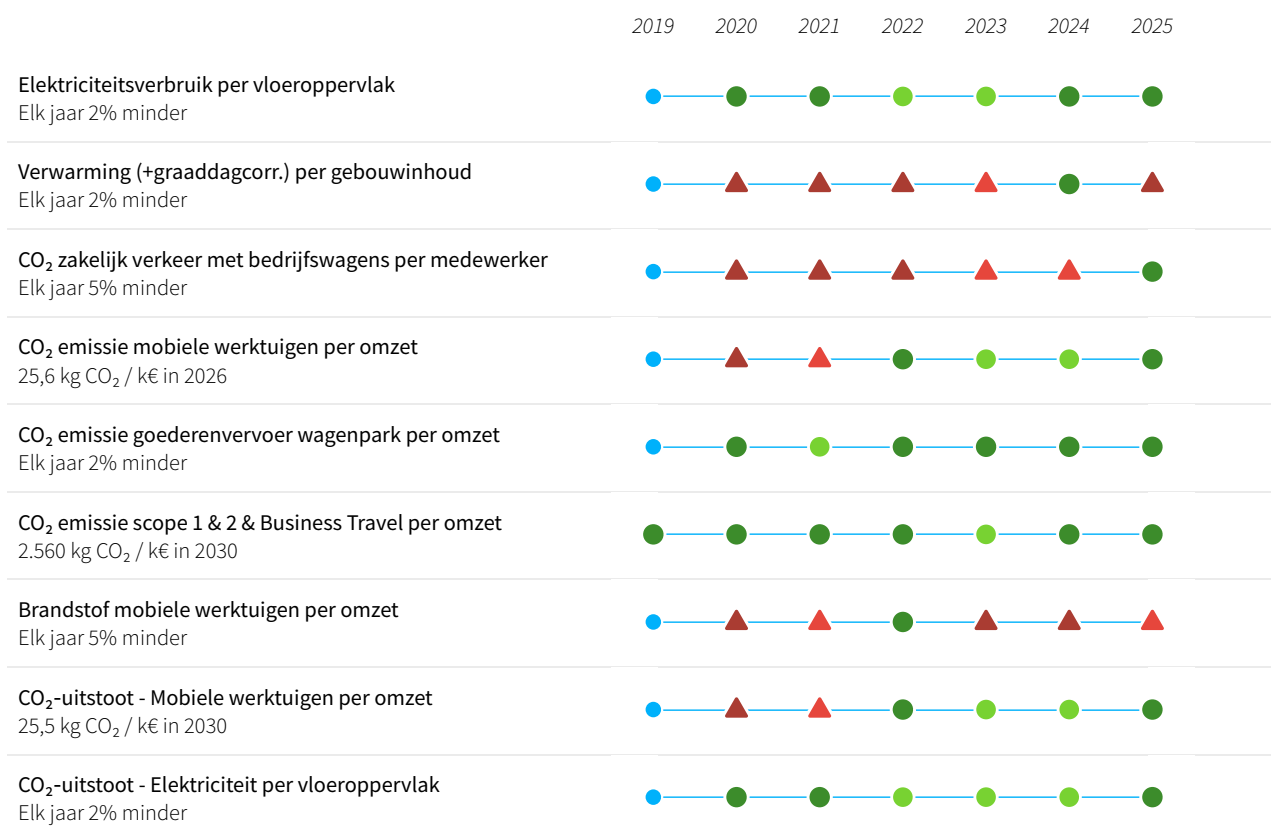 2019 2020 2021 2022 2023 2024 2025
Elektriciteitsverbruik per vloeroppervlak
Elk jaar 2% minder
Verwarming (+graaddagcorr.) per gebouwinhoud
Elk jaar 2% minder
CO₂ zakelijk verkeer met bedrijfswagens per medewerker
Elk jaar 5% minder
CO₂ emissie mobiele werktuigen per omzet
25,6 kg CO₂ / k€ in 2026
CO₂ emissie goederenvervoer wagenpark per omzet
Elk jaar 2% minder
CO₂ emissie scope 1 & 2 & Business Travel per omzet
2.560 kg CO₂ / k€ in 2030
Brandstof mobiele werktuigen per omzet
Elk jaar 5% minder
CO₂-uitstoot - Mobiele werktuigen per omzet
25,5 kg CO₂ / k€ in 2030
CO₂-uitstoot - Elektriciteit per vloeroppervlak
Elk jaar 2% minder